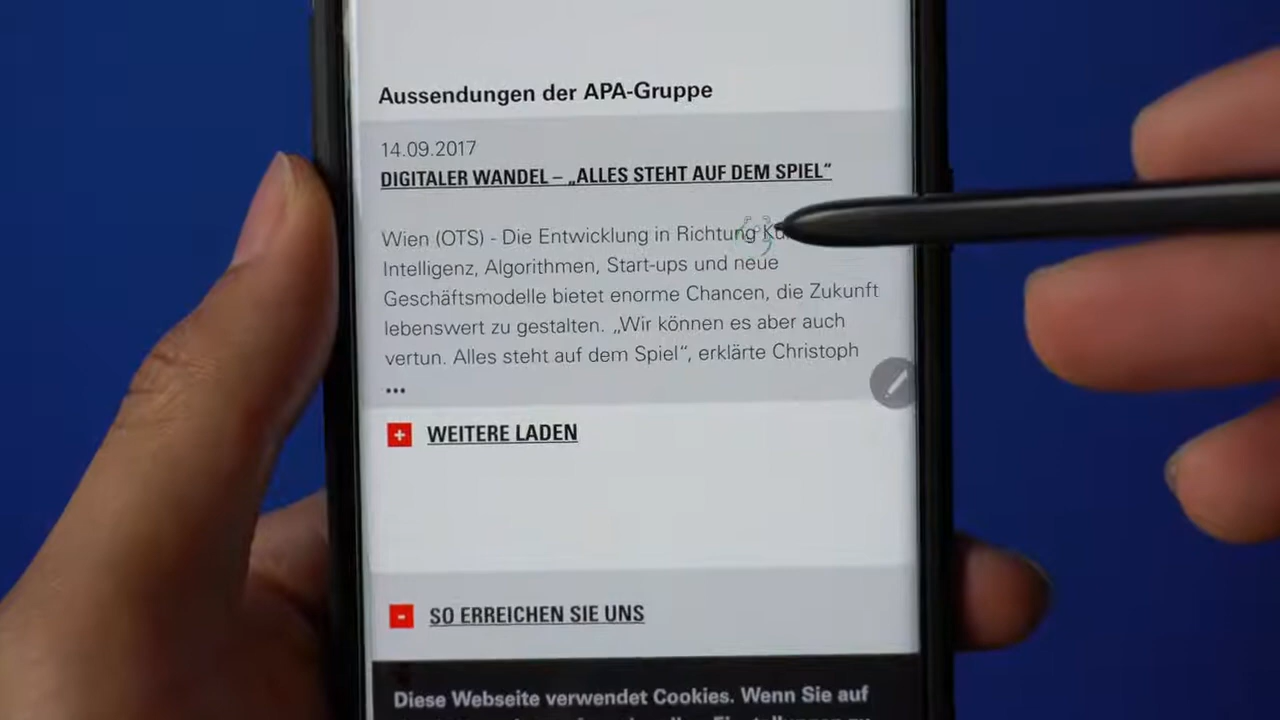 Aussendungen der APA-Gruppe
14.09.2017
DIGITALER WANDEL – „ALLES STEHT AUF DEM SPIEL“
Wien (OTS) - Die Entwicklung in Richtung
Intelligenz, Algorithmen, Start-ups und neue
Geschäftsmodelle bietet enorme Chancen, die Zukunft
lebenswert zu gestalten. „Wir können es aber auch
vertun. Alles steht auf dem Spiel“, erklärte Christoph
...
+ WEITERE LADEN
- SO ERREICHEN SIE UNS
Diese Webseite verwendet Cookies. Wenn Sie auf